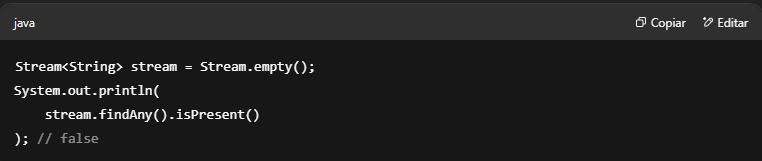 java
Copiar
Editar
Stream<String> stream = Stream.empty();
System.out.println(
    stream.findAny().isPresent()
); // false